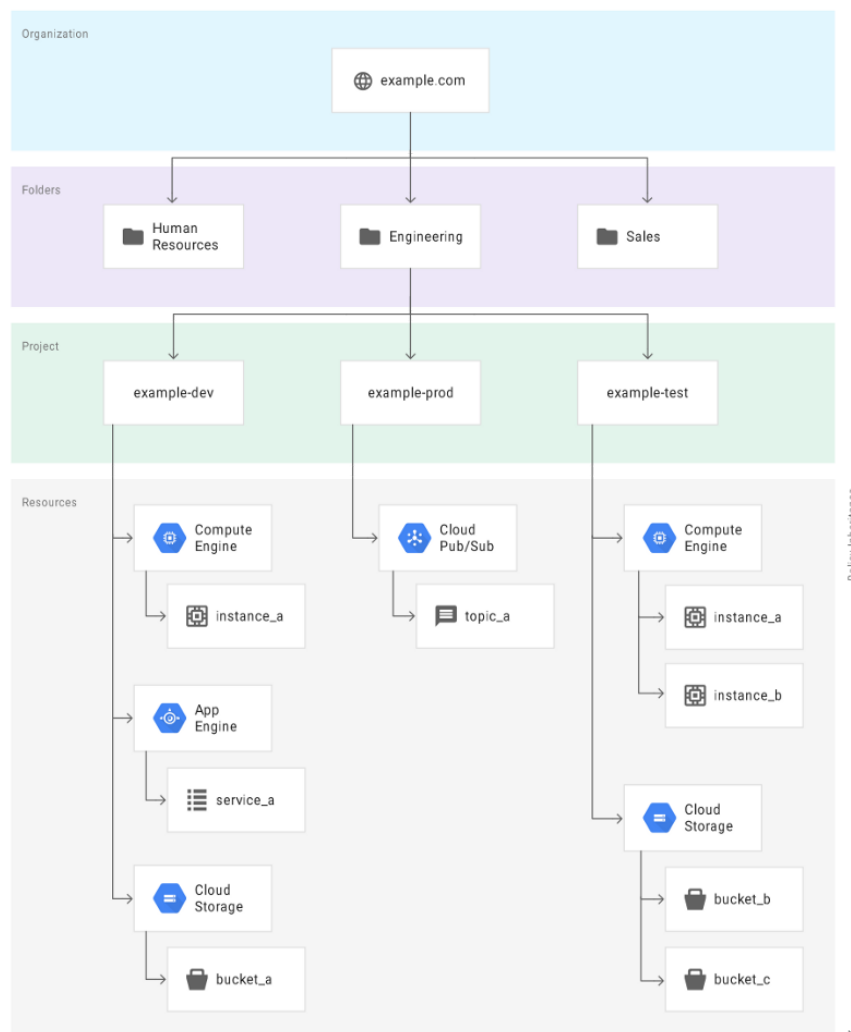 Organization
example.com
Folders
Human
Resources
Engineering
Sales
Project
example-dev
example-prod
example-test
Resources
Compute
Engine
instance_a
App
Engine
service_a
Cloud
Storage
bucket_a
Cloud
Pub/Sub
topic_a
Compute
Engine
instance_a
instance_b
Cloud
Storage
bucket_b
bucket_c